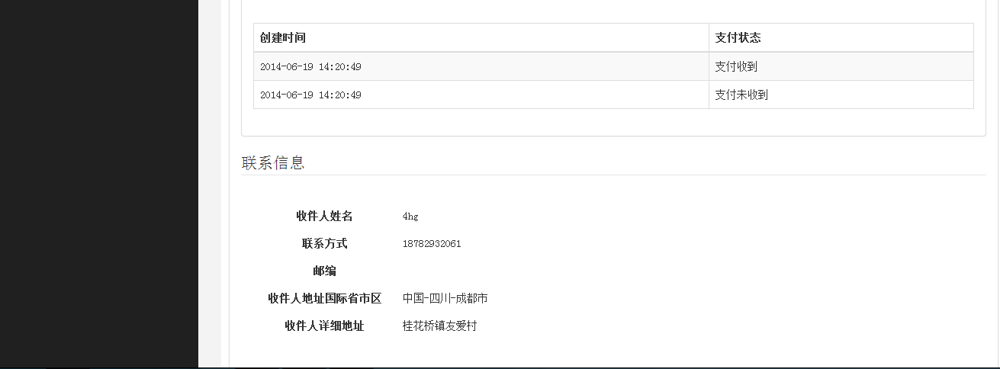 创建时间 支付状态
2014-06-19 14:20:49 支付收到
2014-06-19 14:20:49 支付未收到
联系信息
收件人姓名 4hg
联系方式 18782932061
邮编
收件人地址国际省市区 中国-四川-成都市
收件人详细地址 桂花桥镇友爱村